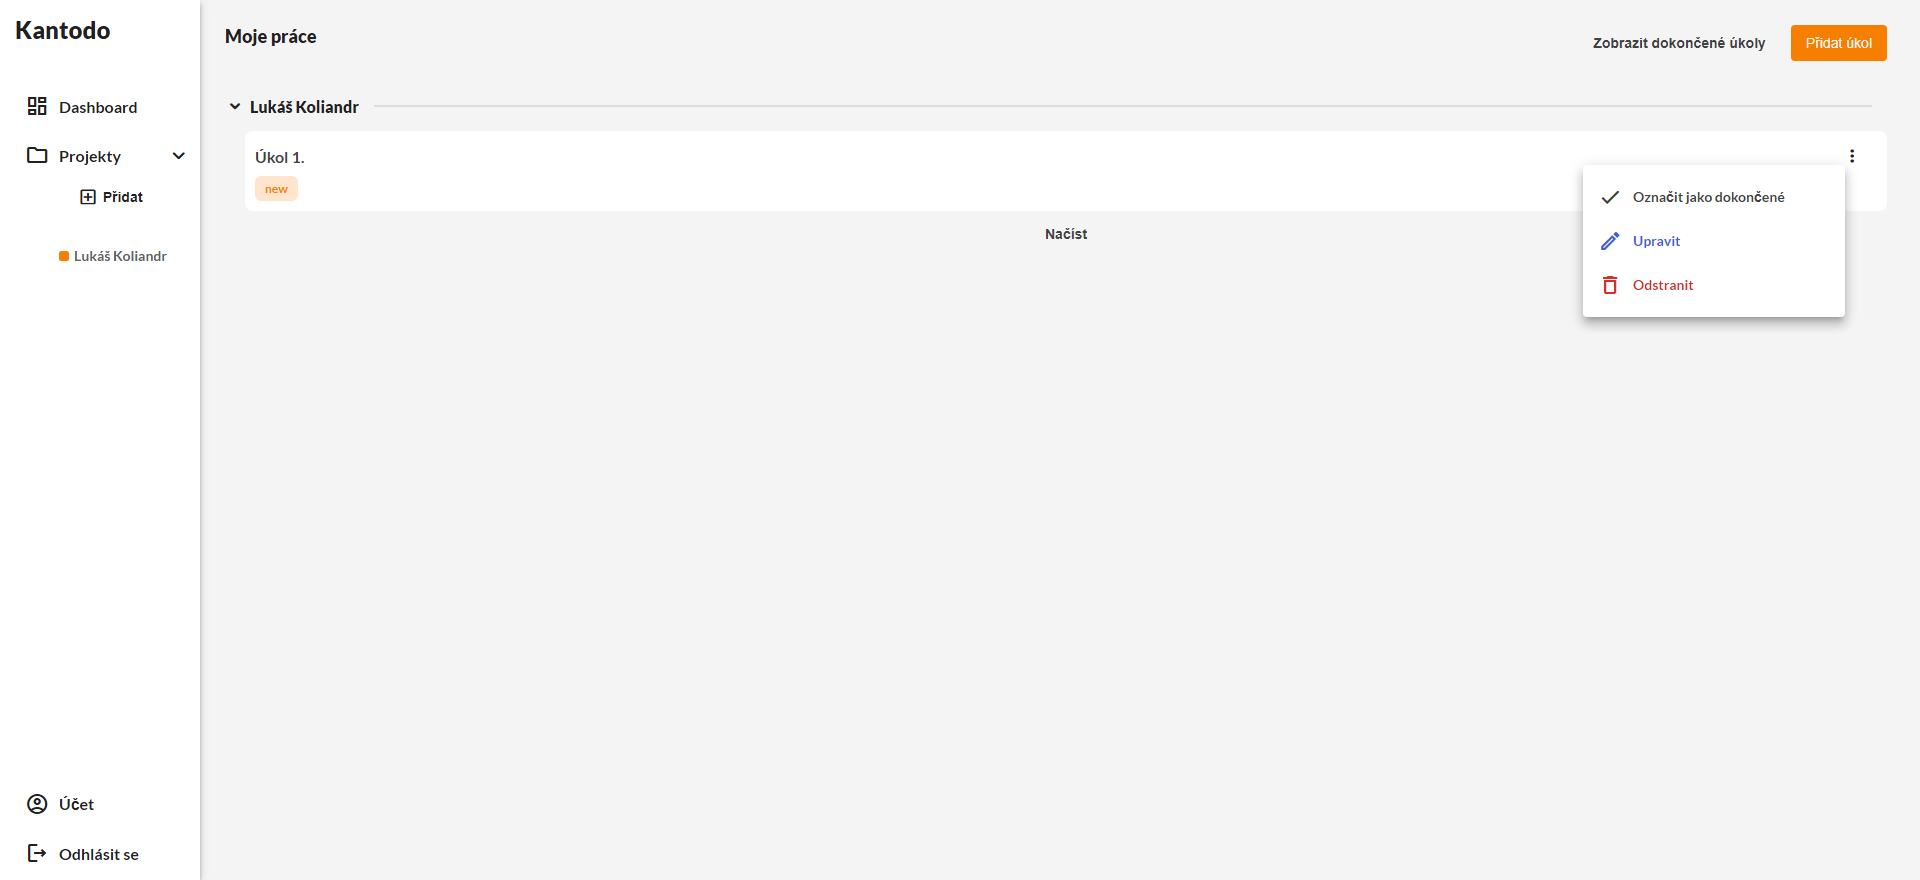 Kantodo
Dashboard
Projekty
Přidat
Lukáš Koliandr
Účet
Odhlásit se
Moje práce
Zobrazit dokončené úkoly
Přidat úkol
Lukáš Koliandr
Úkol 1.
new
Načíst
Označit jako dokončené
Upravit
Odstranit